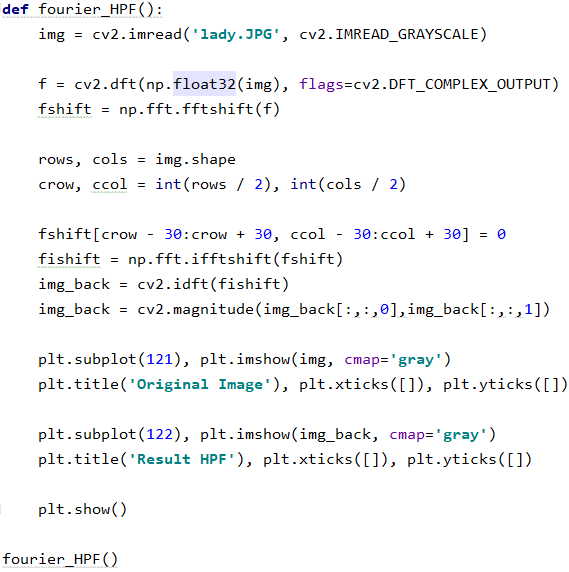 def fourier_HPF():
    img = cv2.imread('lady.JPG', cv2.IMREAD_GRAYSCALE)
    f = cv2.dft(np.float32(img), flags=cv2.DFT_COMPLEX_OUTPUT)
    fshift = np.fft.fftshift(f)
    rows, cols = img.shape
    crow, ccol = int(rows / 2), int(cols / 2)
    fshift[crow - 30:crow + 30, ccol - 30:ccol + 30] = 0
    fishift = np.fft.ifftshift(fshift)
    img_back = cv2.idft(fishift)
    img_back = cv2.magnitude(img_back[:,:,0],img_back[:,:,1])
    plt.subplot(121), plt.imshow(img, cmap='gray')
    plt.title('Original Image'), plt.xticks([]), plt.yticks([])
    plt.subplot(122), plt.imshow(img_back, cmap='gray')
    plt.title('Result HPF'), plt.xticks([]), plt.yticks([])
    plt.show()
fourier_HPF()